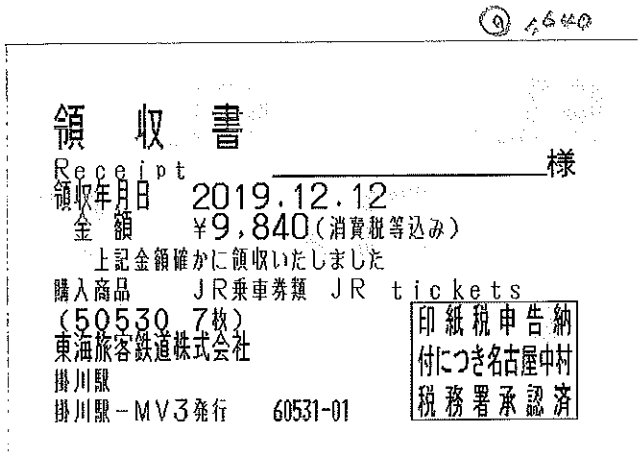 ⑨
領収書
Receipt 様
領収年月日 2019.12.12
金額 ¥9,840(消費税等込み)
上記金額確かに領収いたしました
購入商品 JR乗車券類 JR tickets
(50530 7枚)
東海旅客鉄道株式会社
掛川駅
掛川駅-MV3発行 60531-01
印紙税申告納
付につき名古屋中村
税務署承認済